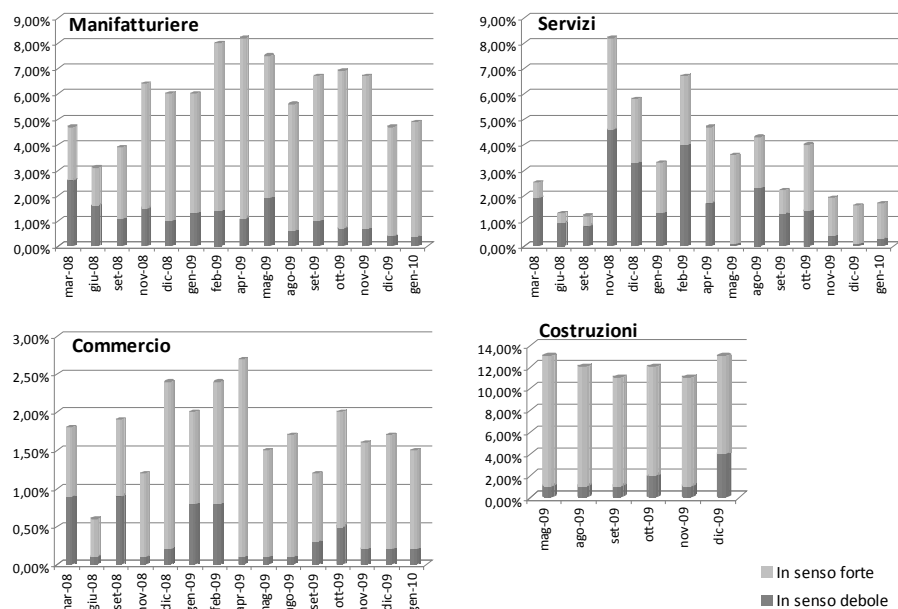 Manifatturiere
9,00%
8,00%
7,00%
6,00%
5,00%
4,00%
3,00%
2,00%
1,00%
0,00%
mar-08
giu-08
set-08
nov-08
dic-08
gen-09
feb-09
apr-09
mag-09
ago-09
set-09
ott-09
nov-09
dic-09
gen-10
Servizi
9,00%
8,00%
7,00%
6,00%
5,00%
4,00%
3,00%
2,00%
1,00%
0,00%
mar-08
giu-08
set-08
nov-08
dic-08
gen-09
feb-09
apr-09
mag-09
ago-09
set-09
ott-09
nov-09
dic-09
gen-10
Commercio
3,00%
2,50%
2,00%
1,50%
1,00%
0,50%
0,00%
mar-08
giu-08
set-08
nov-08
dic-08
gen-09
feb-09
apr-09
mag-09
ago-09
set-09
ott-09
nov-09
dic-09
gen-10
Costruzioni
14,00%
12,00%
10,00%
8,00%
6,00%
4,00%
2,00%
0,00%
mag-09
ago-09
set-09
ott-09
nov-09
dic-09
In senso forte
In senso debole